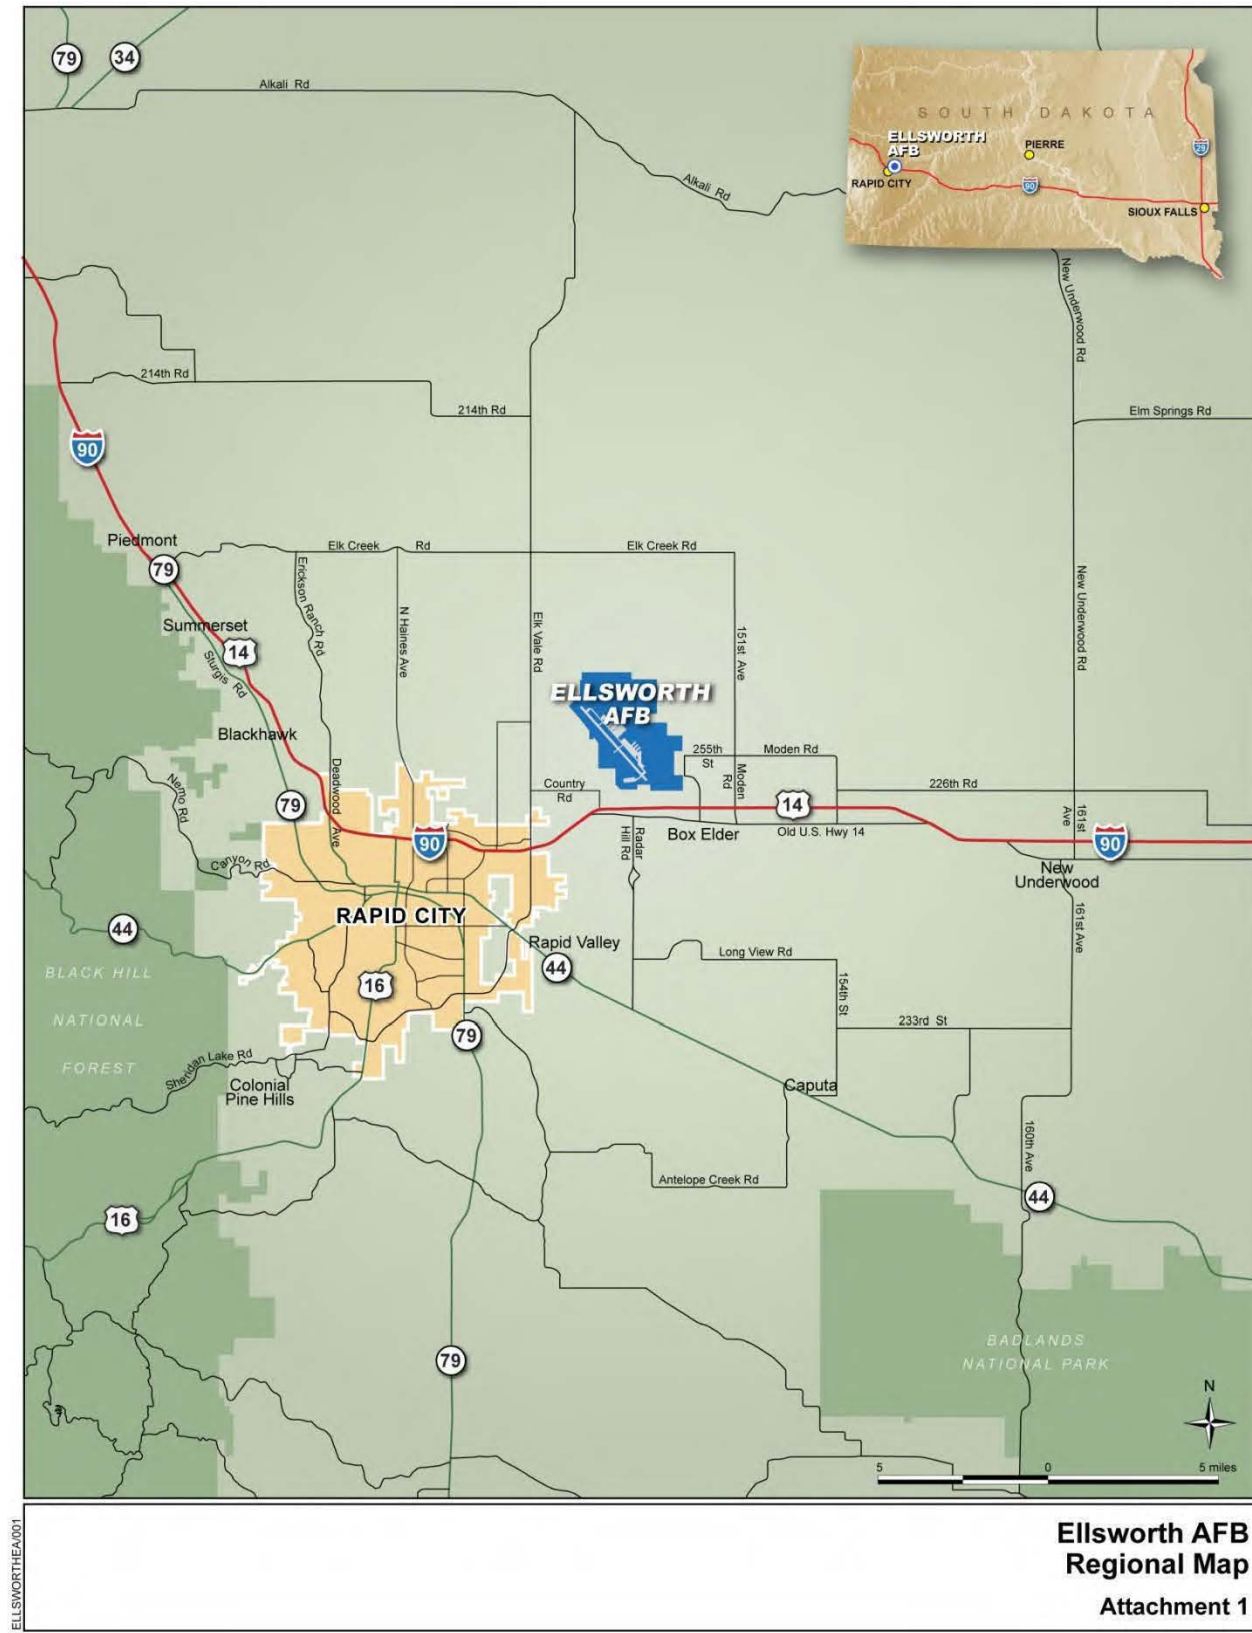 79
34
Alkali Rd
Alkali Rd
SOUTH DAKOTA
ELLSWORTH
AFB
PIERRE
29
RAPID CITY
90
SIOUX FALLS
New Underwood Rd
214th Rd
214th Rd
Elm Springs Rd
90
Piedmont
79
Elk Creek Rd
Elk Creek Rd
Erickson Ranch Rd
N Haines Ave
Elk Vale Rd
151st Ave
New Underwood Rd
Summerset
14
Sturgis Rd
ELLSWORTH
AFB
Blackhawk
255th
St
Moden Rd
Moden
Rd
Nemo Rd
Deadwood Ave
79
Country
Rd
226th Rd
14
161st
Ave
Box Elder
Old U.S. Hwy 14
Radar
Hill Rd
90
90
Canyon Rd
New
Underwood
RAPID CITY
161st Ave
44
Rapid Valley
44
Long View Rd
BLACK HILL
NATIONAL
FOREST
16
154th St
233rd St
79
Sheridan Lake Rd
Colonial
Pine Hills
Caputa
160th Ave
Antelope Creek Rd
44
16
BADLANDS
NATIONAL PARK
79
N
5 0 5 miles
ELLSWORTHEA/001
Ellsworth AFB
Regional Map
Attachment 1